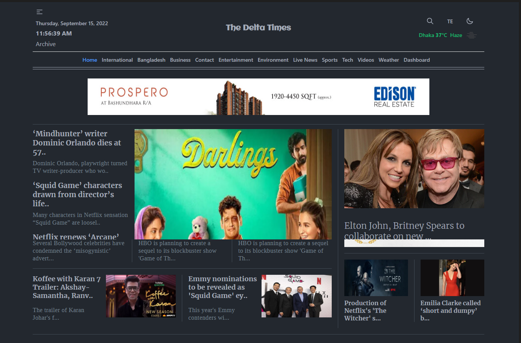 Thursday, September 15, 2022
11:56:39 AM
Archive
The Delta Times
TE
Dhaka 37°C Haze
Home International Bangladesh Business Contact Entertainment Environment Live News Sports Tech Videos Weather Dashboard
PROSPERO
AT BASHUNDHARA R/A
1920-4450 SQFT
EDISON
REAL ESTATE
'Mindhunter' writer
Dominic Orlando dies at
57..
Dominic Orlando, playwright turned
TV writer-producer who wo..
'Squid Game' characters
drawn from director's
life..
Many characters in Netflix sensation
"Squid Game" are loosel..
Netflix renews 'Arcane'
Several Bollywood celebrities have
condemned the 'misogynistic'
advert...
Darlings
HBO is planning to create a
sequel to its blockbuster show
'Game of Th...
HBO is planning to create a sequel
to its blockbuster show 'Game of
Th...
Elton John, Britney Spears to
collaborate on new ...
Koffee with Karan 7
Trailer: Akshay-
Samantha, Ranv..
The trailer of Karan
Johar's f...
Koffee
Karan
NEW SEASON
Emmy nominations
to be revealed as
'Squid Game' ey..
This year's Emmy
contenders wi...
THE WITCHER
Production of
Netflix's 'The
Witcher' s...
Emilia Clarke called
'short and dumpy'
b...